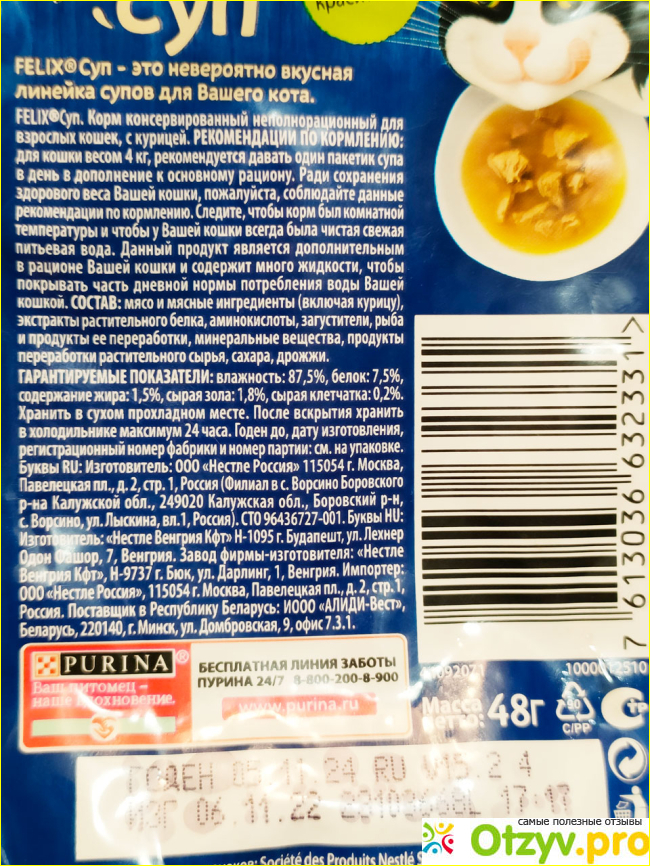 суп
FELIX®Суп - это невероятно вкусная
линейка супов для Вашего кота.
FELIX®Суп. Корм консервированный неполнорационный для
взрослых кошек, с курицей. РЕКОМЕНДАЦИИ ПО КОРМЛЕНИЮ:
для кошки весом 4 кг, рекомендуется давать один пакетик супа
в день в дополнение к основному рациону. Ради сохранения
здорового веса Вашей кошки, пожалуйста, соблюдайте данные
рекомендации по кормлению. Следите, чтобы корм был комнатной
температуры и чтобы у Вашей кошки всегда была чистая свежая
питьевая вода. Данный продукт является дополнительным
в рационе Вашей кошки и содержит много жидкости, чтобы
покрывать часть дневной нормы потребления воды Вашей
кошкой. СОСТАВ: мясо и мясные ингредиенты (включая курицу),
экстракты растительного белка, аминокислоты, загустители, рыба
и продукты ее переработки, минеральные вещества, продукты
переработки растительного сырья, сахара, дрожжи.
ГАРАНТИРУЕМЫЕ ПОКАЗАТЕЛИ: влажность: 87,5%, белок: 7,5%,
содержание жира: 1,5%, сырая зола: 1,8%, сырая клетчатка: 0,2%.
Хранить в сухом прохладном месте. После вскрытия хранить
в холодильнике максимум 24 часа. Годен до, дату изготовления,
регистрационный номер фабрики и номер партии: см. на упаковке.
Буквы RU: Изготовитель: ООО «Нестле Россия» 115054 г. Москва,
Павелецкая пл., д. 2, стр. 1, Россия (Филиал в с. Ворсино Боровского
р-на Калужской обл., 249020 Калужская обл., Боровский р-н,
с. Ворсино, ул. Лыскина, вл.1, Россия). СТО 96436727-001. Буквы HU:
Изготовитель: «Нестле Венгрия Кфт» Н-1095 г. Будапешт, ул. Лехнер
Одон Фашор, 7, Венгрия. Завод фирмы-изготовителя: «Нестле
Венгрия Кфт», Н-9737 г. Бюк, ул. Дарлинг, 1, Венгрия. Импортер:
ООО «Нестле Россия», 115054 г. Москва, Павелецкая пл., д. 2, стр. 1,
Россия. Поставщик в Республику Беларусь: ИООО «АЛИДИ-Вест»,
Беларусь, 220140, г. Минск, ул. Домбровская, 9, офис 7.3.1.
7 613036 632331 >
PURINA®
Ваш питомец –
наше вдохновение.
БЕСПЛАТНАЯ ЛИНИЯ ЗАБОТЫ
ПУРИНА 24/7 8-800-200-8-900
www.purina.ru
Масса
нетто: 48г
90
C/PP
ГОДЕН 05 11 24 RU
ИЗГ 06.11.22 17:17
Société des Produits Nestlé
самые полезные отзывы
Otzyv.pro